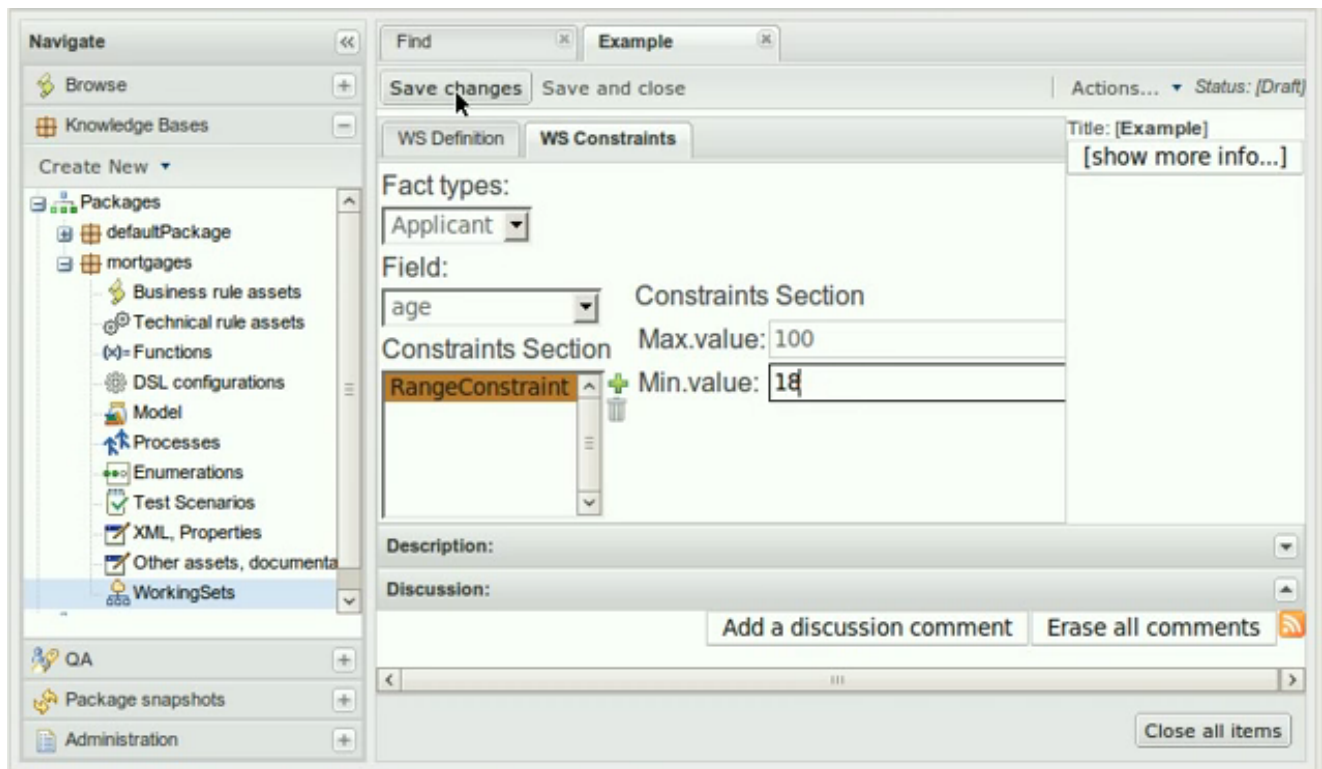 Navigate
Browse
Knowledge Bases
Create New
Packages
defaultPackage
mortgages
Business rule assets
Technical rule assets
(x)= Functions
DSL configurations
Model
Processes
Enumerations
Test Scenarios
XML, Properties
Other assets, documenta
WorkingSets
QA
Package snapshots
Administration
Find Example
Save changes Save and close Actions... Status: [Draft]
WS Definition WS Constraints
Title: [Example]
[show more info...]
Fact types:
Applicant
Field:
age
Constraints Section
RangeConstraint
Constraints Section
Max.value: 100
Min.value: 18
Description:
Discussion:
Add a discussion comment Erase all comments
Close all items